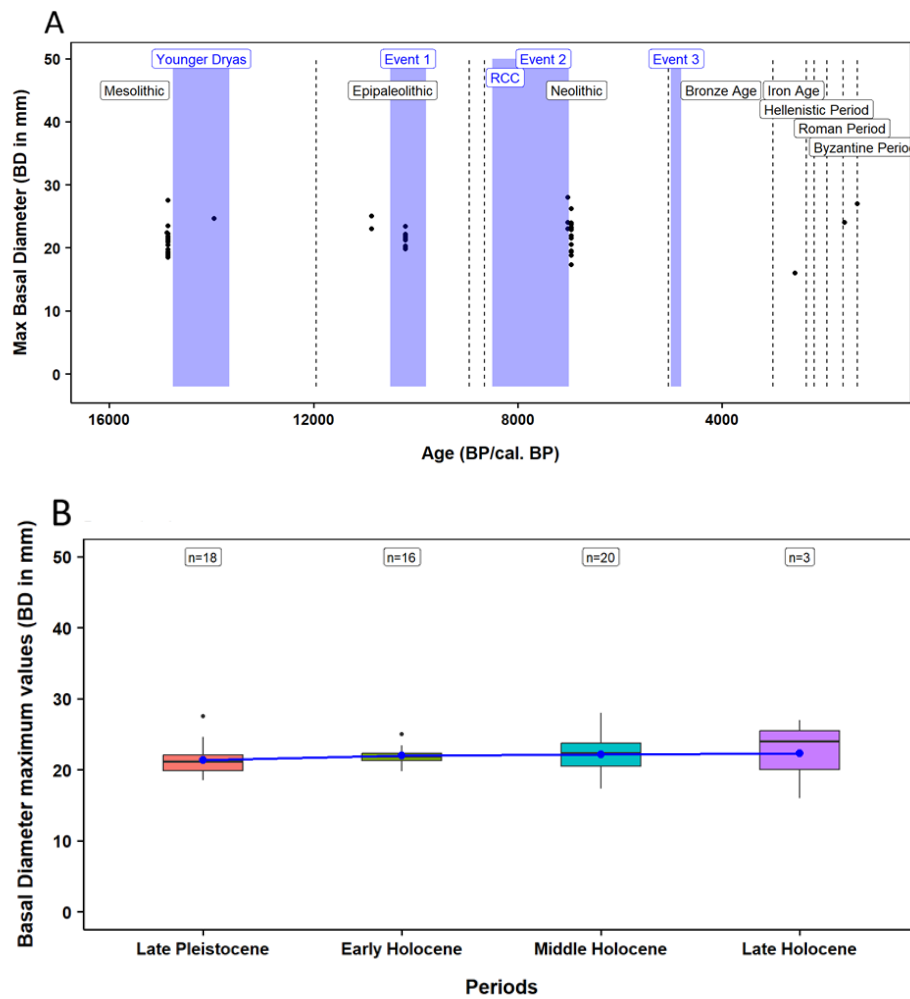 A
Max Basal Diameter (BD in mm)
50
40
30
20
10
0
Younger Dryas
Event 1
Event 2
Event 3
RCC
Mesolithic
Epipaleolithic
Neolithic
Bronze Age
Iron Age
Hellenistic Period
Roman Period
Byzantine Period
16000
12000
8000
4000
Age (BP/cal. BP)
B
Basal Diameter maximum values (BD in mm)
50
40
30
20
10
0
n=18
n=16
n=20
n=3
Late Pleistocene
Early Holocene
Middle Holocene
Late Holocene
Periods